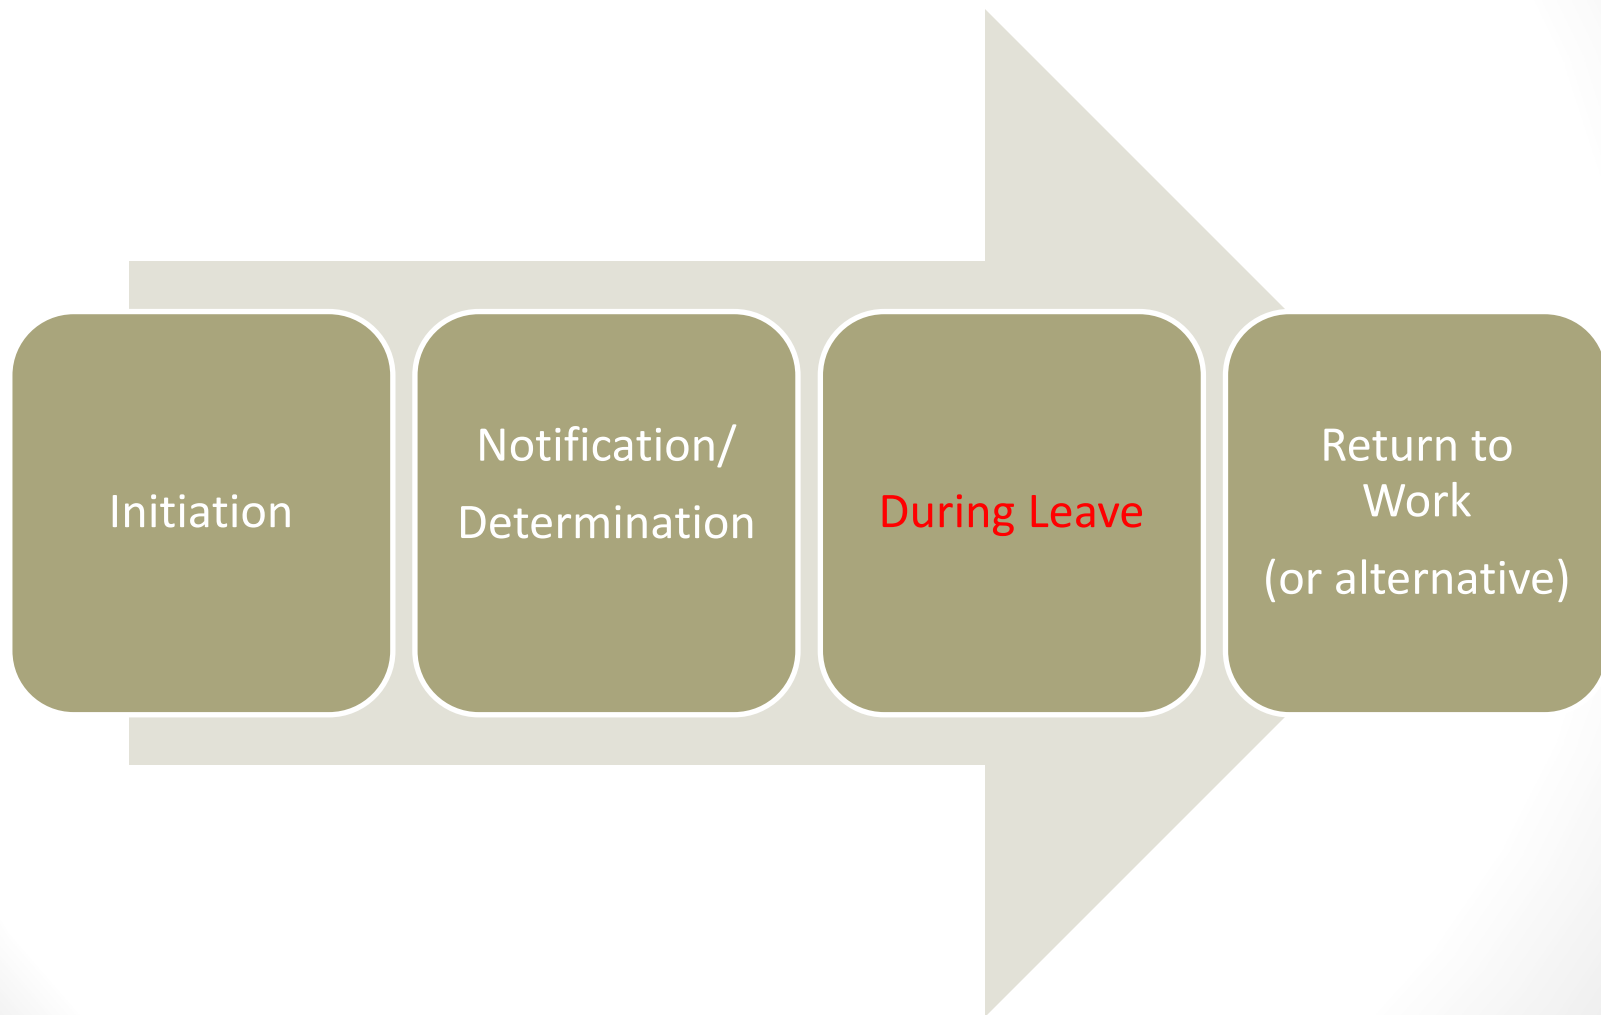 Initiation
Notification/
Determination
During Leave
Return to
Work
(or alternative)